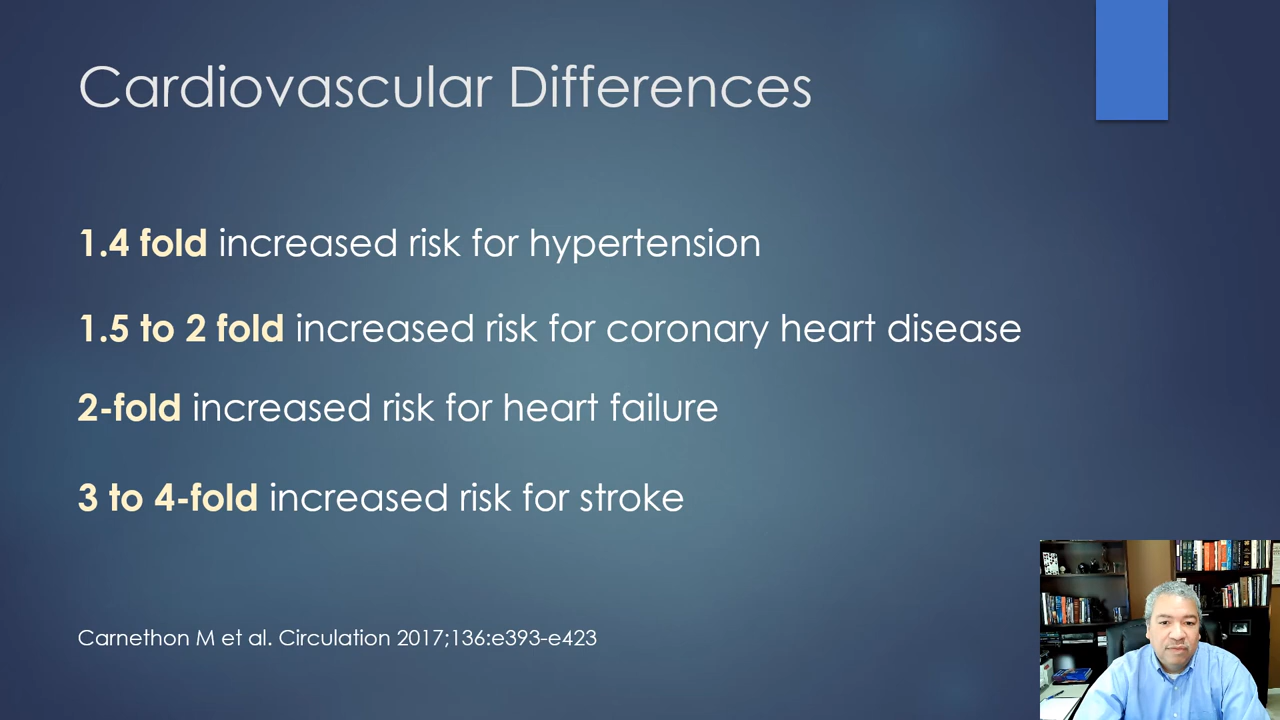 Cardiovascular Differences
1.4 fold increased risk for hypertension
1.5 to 2 fold increased risk for coronary heart disease
2-fold increased risk for heart failure
3 to 4-fold increased risk for stroke
Carnethon M et al. Circulation 2017;136:e393-e423